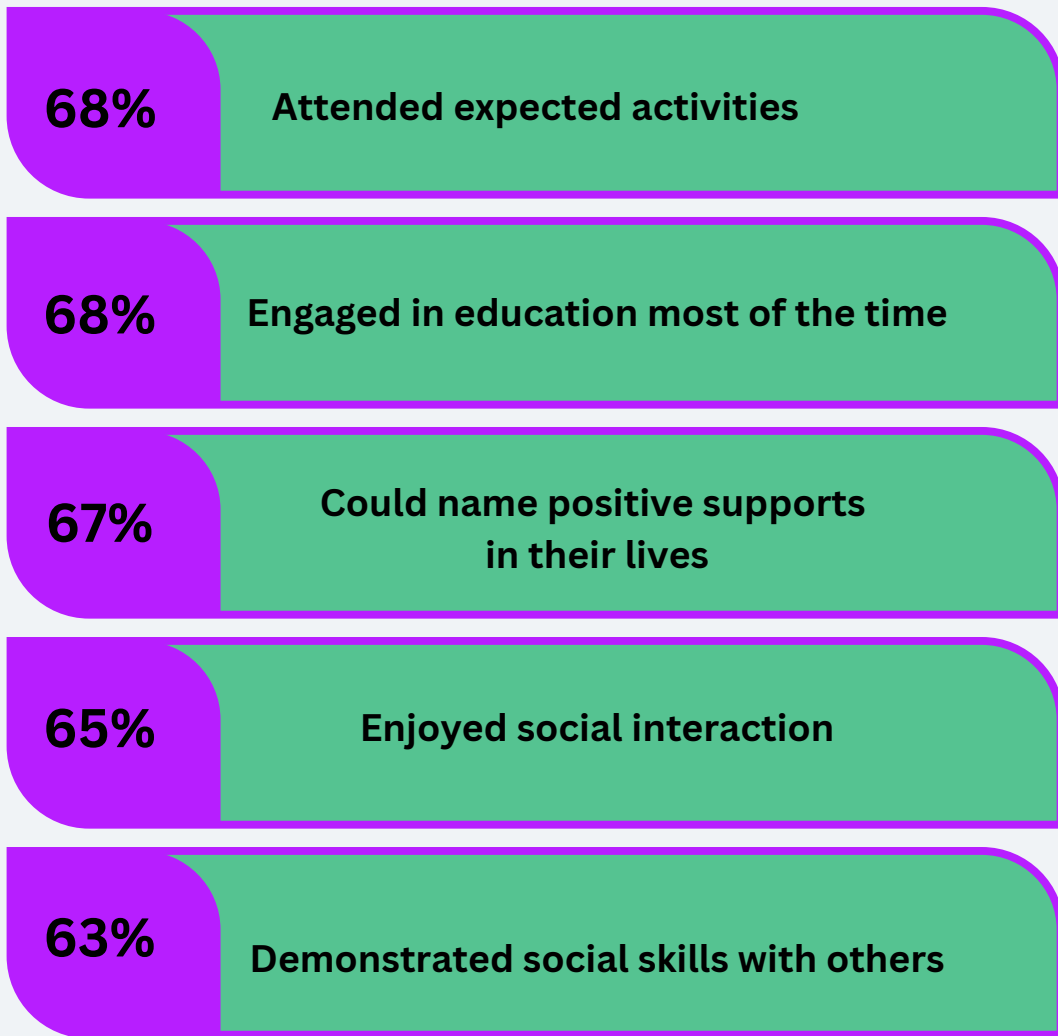 68%
Attended expected activities
68%
Engaged in education most of the time
67%
Could name positive supports
in their lives
65%
Enjoyed social interaction
63%
Demonstrated social skills with others